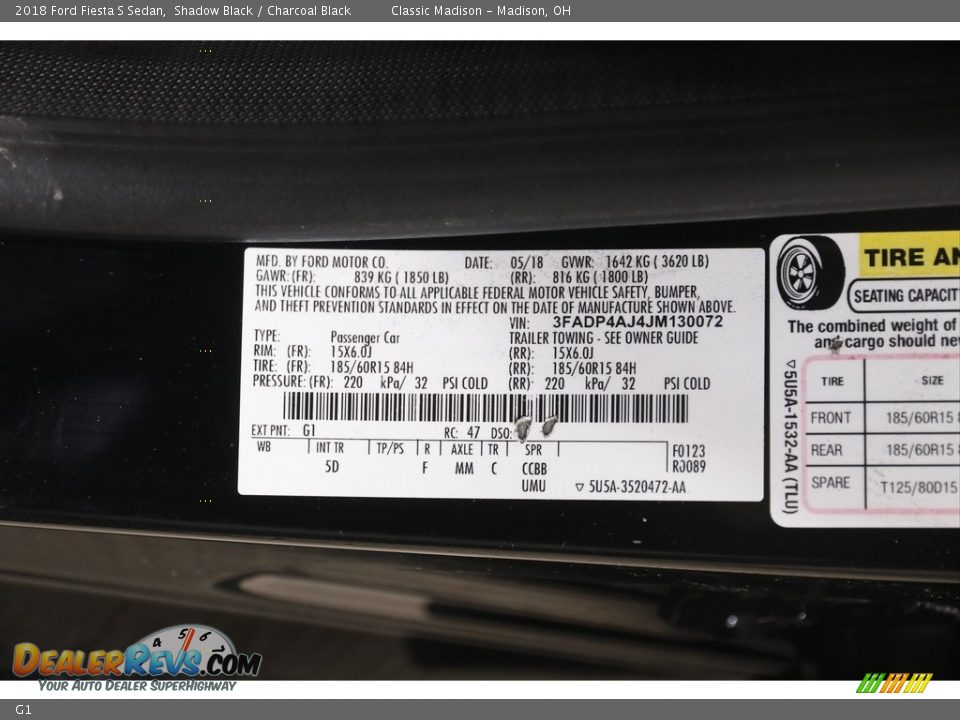 2018 Ford Fiesta S Sedan, Shadow Black / Charcoal Black Classic Madison - Madison, OH
MFD. BY FORD MOTOR CO. DATE: 05/18 GVWR: 1642 KG ( 3620 LB)
GAWR: (FR): 839 KG ( 1850 LB) (RR): 816 KG ( 1800 LB)
THIS VEHICLE CONFORMS TO ALL APPLICABLE FEDERAL MOTOR VEHICLE SAFETY, BUMPER,
AND THEFT PREVENTION STANDARDS IN EFFECT ON THE DATE OF MANUFACTURE SHOWN ABOVE.
VIN: 3FADP4AJ4JM130072
TYPE: Passenger Car TRAILER TOWING - SEE OWNER GUIDE
RIM: (FR): 15X6.0J (RR): 15X6.0J
TIRE: (FR): 185/60R15 84H (RR): 185/60R15 84H
PRESSURE: (FR): 220 kPa/ 32 PSI COLD (RR): 220 kPa/ 32 PSI COLD
EXT PNT: G1 RC: 47 DSO:
WB INT TR TP/PS R AXLE TR SPR F0123
5D F MM C CCBB R0089
UMU ▽ 5U5A-3520472-AA
TIRE AN
SEATING CAPACIT
The combined weight of
and cargo should nev
▽5U5A-1532-AA (TLU)
TIRE SIZE
FRONT 185/60R15 8
REAR 185/60R15 8
SPARE T125/80D15
4 5 6
DEALERREVS.COM
YOUR AUTO DEALER SUPERHIGHWAY
G1